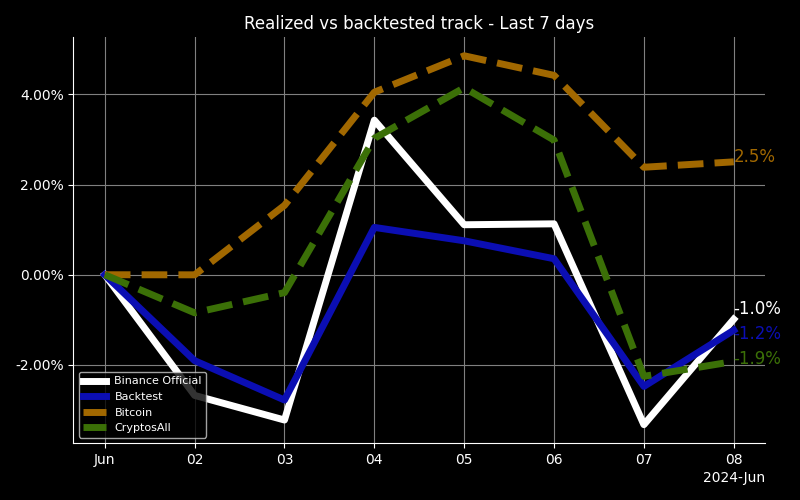 Realized vs backtested track - Last 7 days
4.00%
2.00%
0.00%
-2.00%
2.5%
-1.0%
-1.2%
-1.9%
Binance Official
Backtest
Bitcoin
CryptosAll
Jun 02 03 04 05 06 07 08
2024-Jun